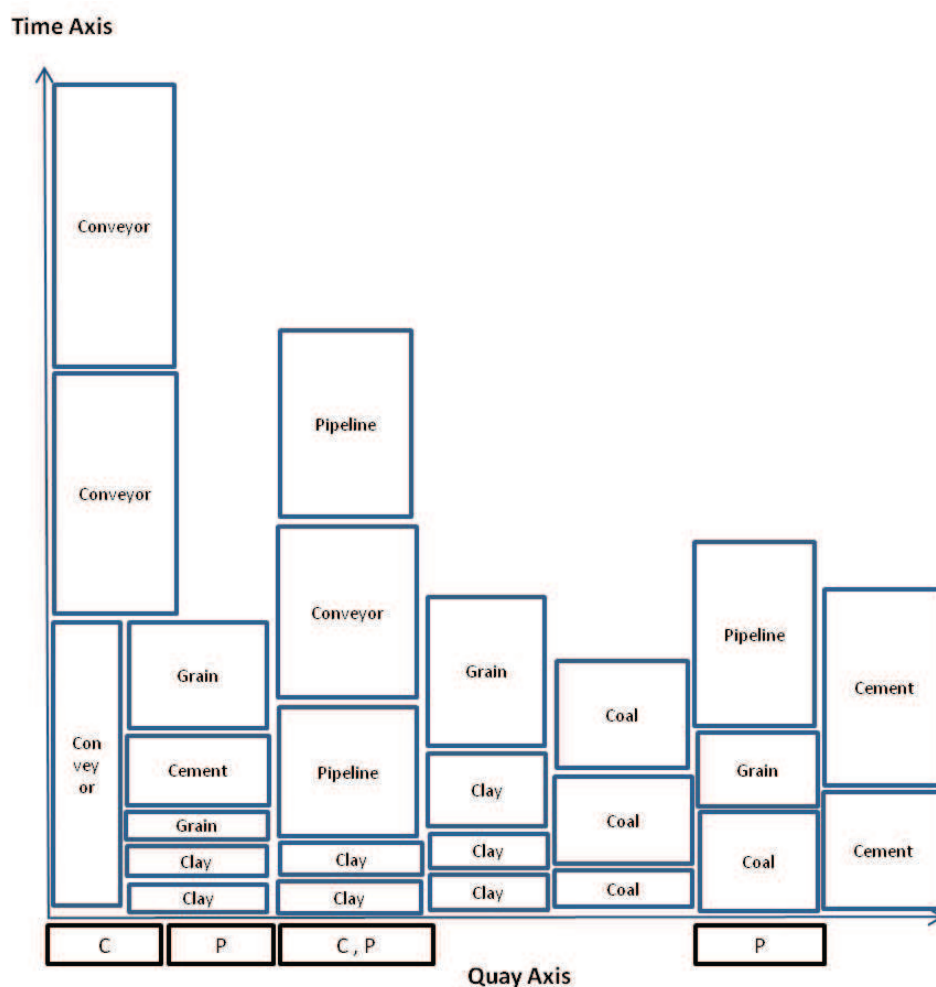 Time Axis
Conveyor
Pipeline
Conveyor
Conveyor
Pipeline
Grain
Grain
Coal
Cement
Con
vey
or
Cement
Pipeline
Clay
Grain
Coal
Grain
Clay
Clay
Clay
Coal
Cement
Clay
Clay
Clay
Coal
C
P
C , P
P
Quay Axis